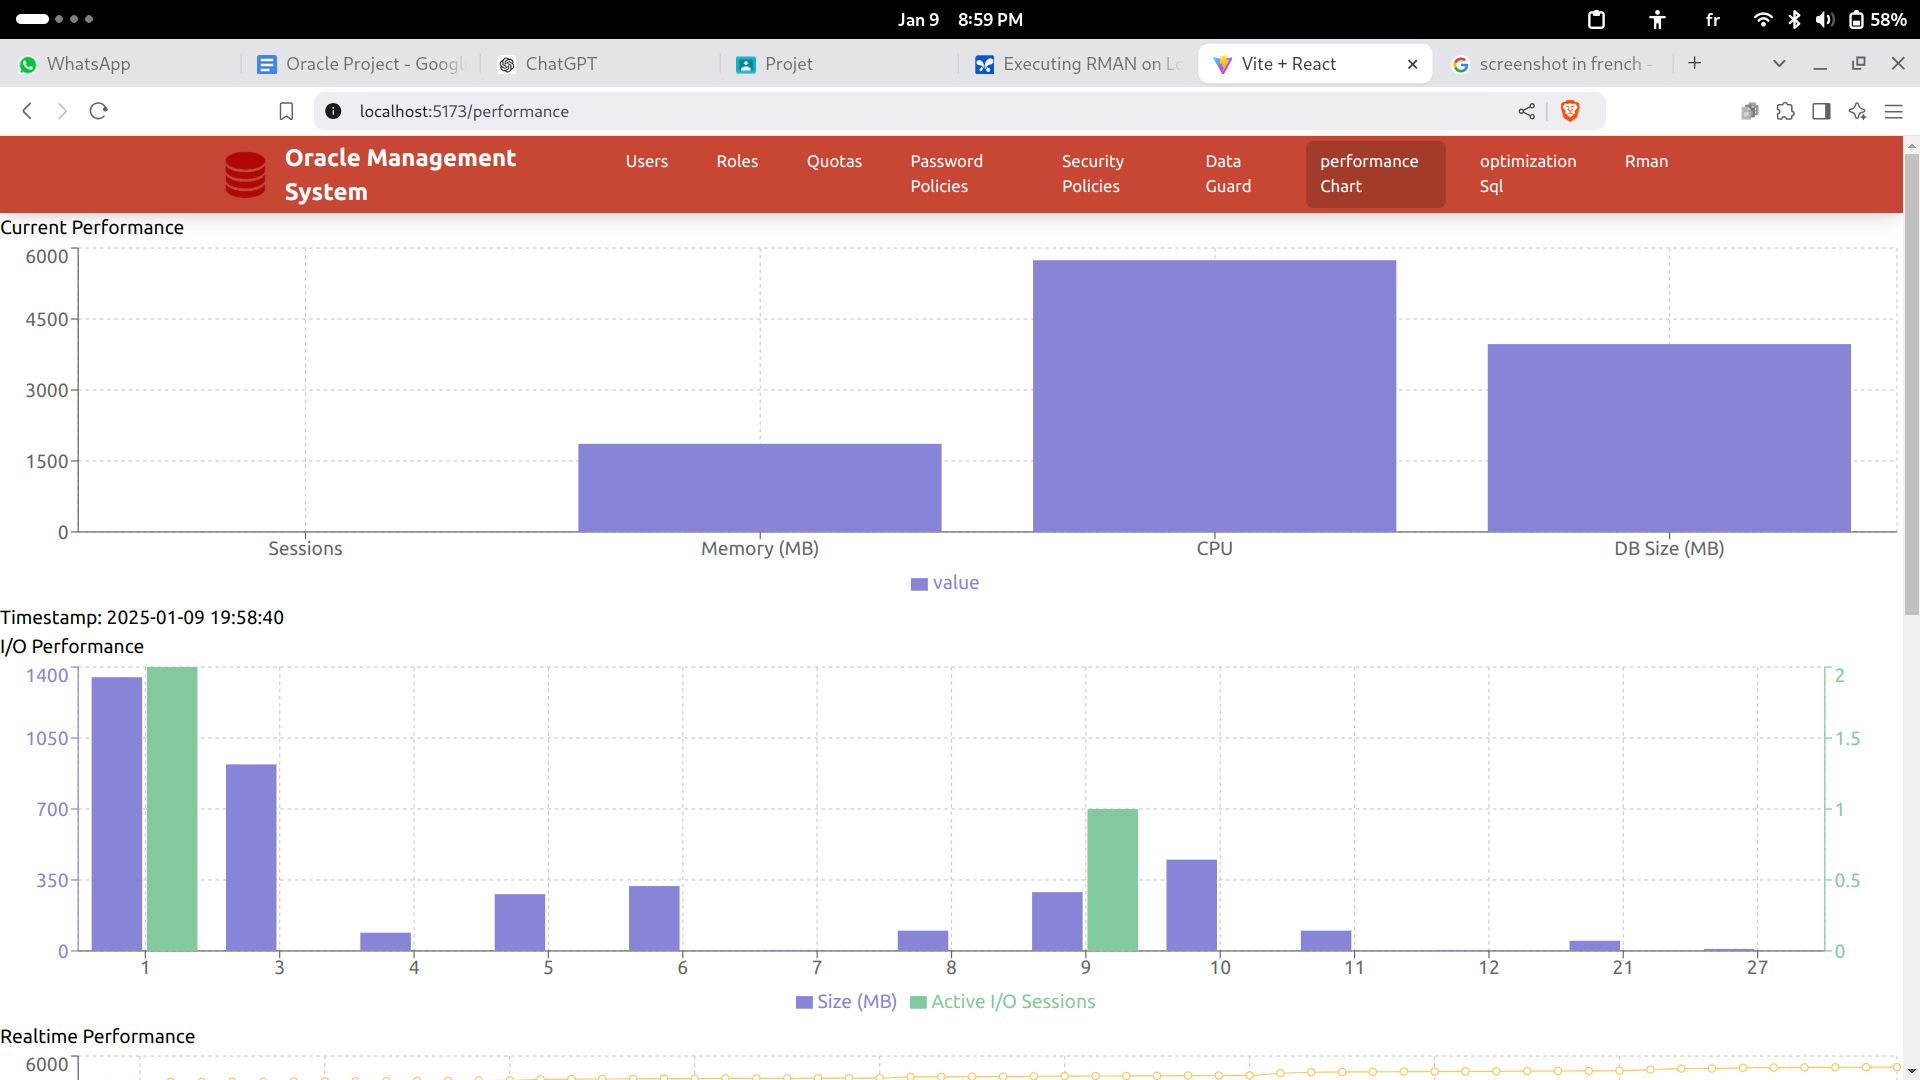 Jan 9 8:59 PM
fr
58%
WhatsApp
Oracle Project - Googl
ChatGPT
Projet
Executing RMAN on Lo
Vite + React
screenshot in french -
localhost:5173/performance
Oracle Management
System
Users
Roles
Quotas
Password
Policies
Security
Policies
Data
Guard
performance
Chart
optimization
Sql
Rman
Current Performance
6000
4500
3000
1500
0
Sessions Memory (MB) CPU DB Size (MB)
value
Timestamp: 2025-01-09 19:58:40
I/O Performance
1400
1050
700
350
0
2
1.5
1
0.5
0
1 3 4 5 6 7 8 9 10 11 12 21 27
Size (MB) Active I/O Sessions
Realtime Performance
6000